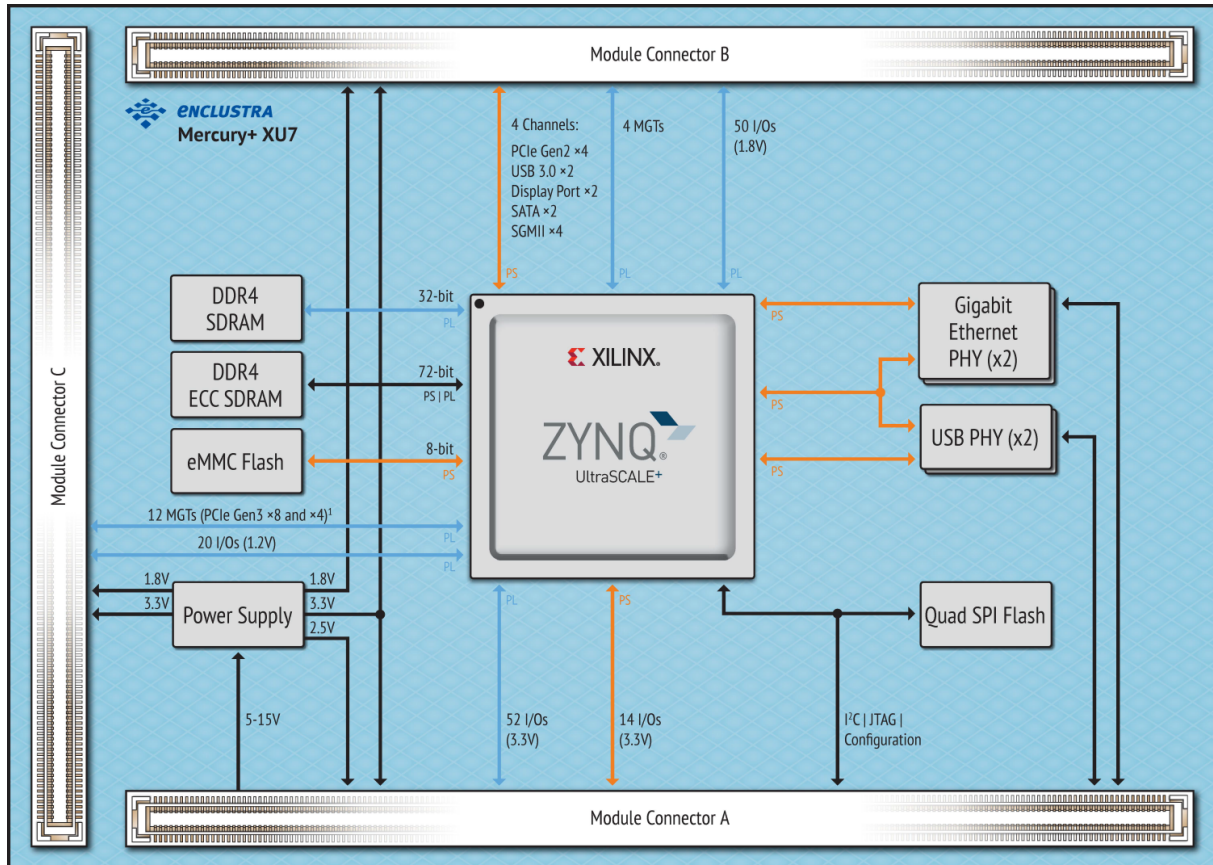 Module Connector B
ENCLUSTRA
Mercury+ XU7
4 Channels:
PCIe Gen2 ×4
USB 3.0 ×2
Display Port ×2
SATA ×2
SGMII ×4
4 MGTs
50 I/Os
(1.8V)
PS
PL
PL
Module Connector C
DDR4
SDRAM
32-bit
PL
DDR4
ECC SDRAM
72-bit
PS | PL
eMMC Flash
8-bit
PS
12 MGTs (PCIe Gen3 ×8 and ×4)¹
PL
20 I/Os (1.2V)
PL
XILINX®
ZYNQ®
UltraSCALE+
PS
Gigabit
Ethernet
PHY (x2)
PS
USB PHY (x2)
PS
1.8V
3.3V
Power Supply
1.8V
3.3V
2.5V
5-15V
PL
PS
52 I/Os
(3.3V)
14 I/Os
(3.3V)
Quad SPI Flash
I²C | JTAG |
Configuration
Module Connector A